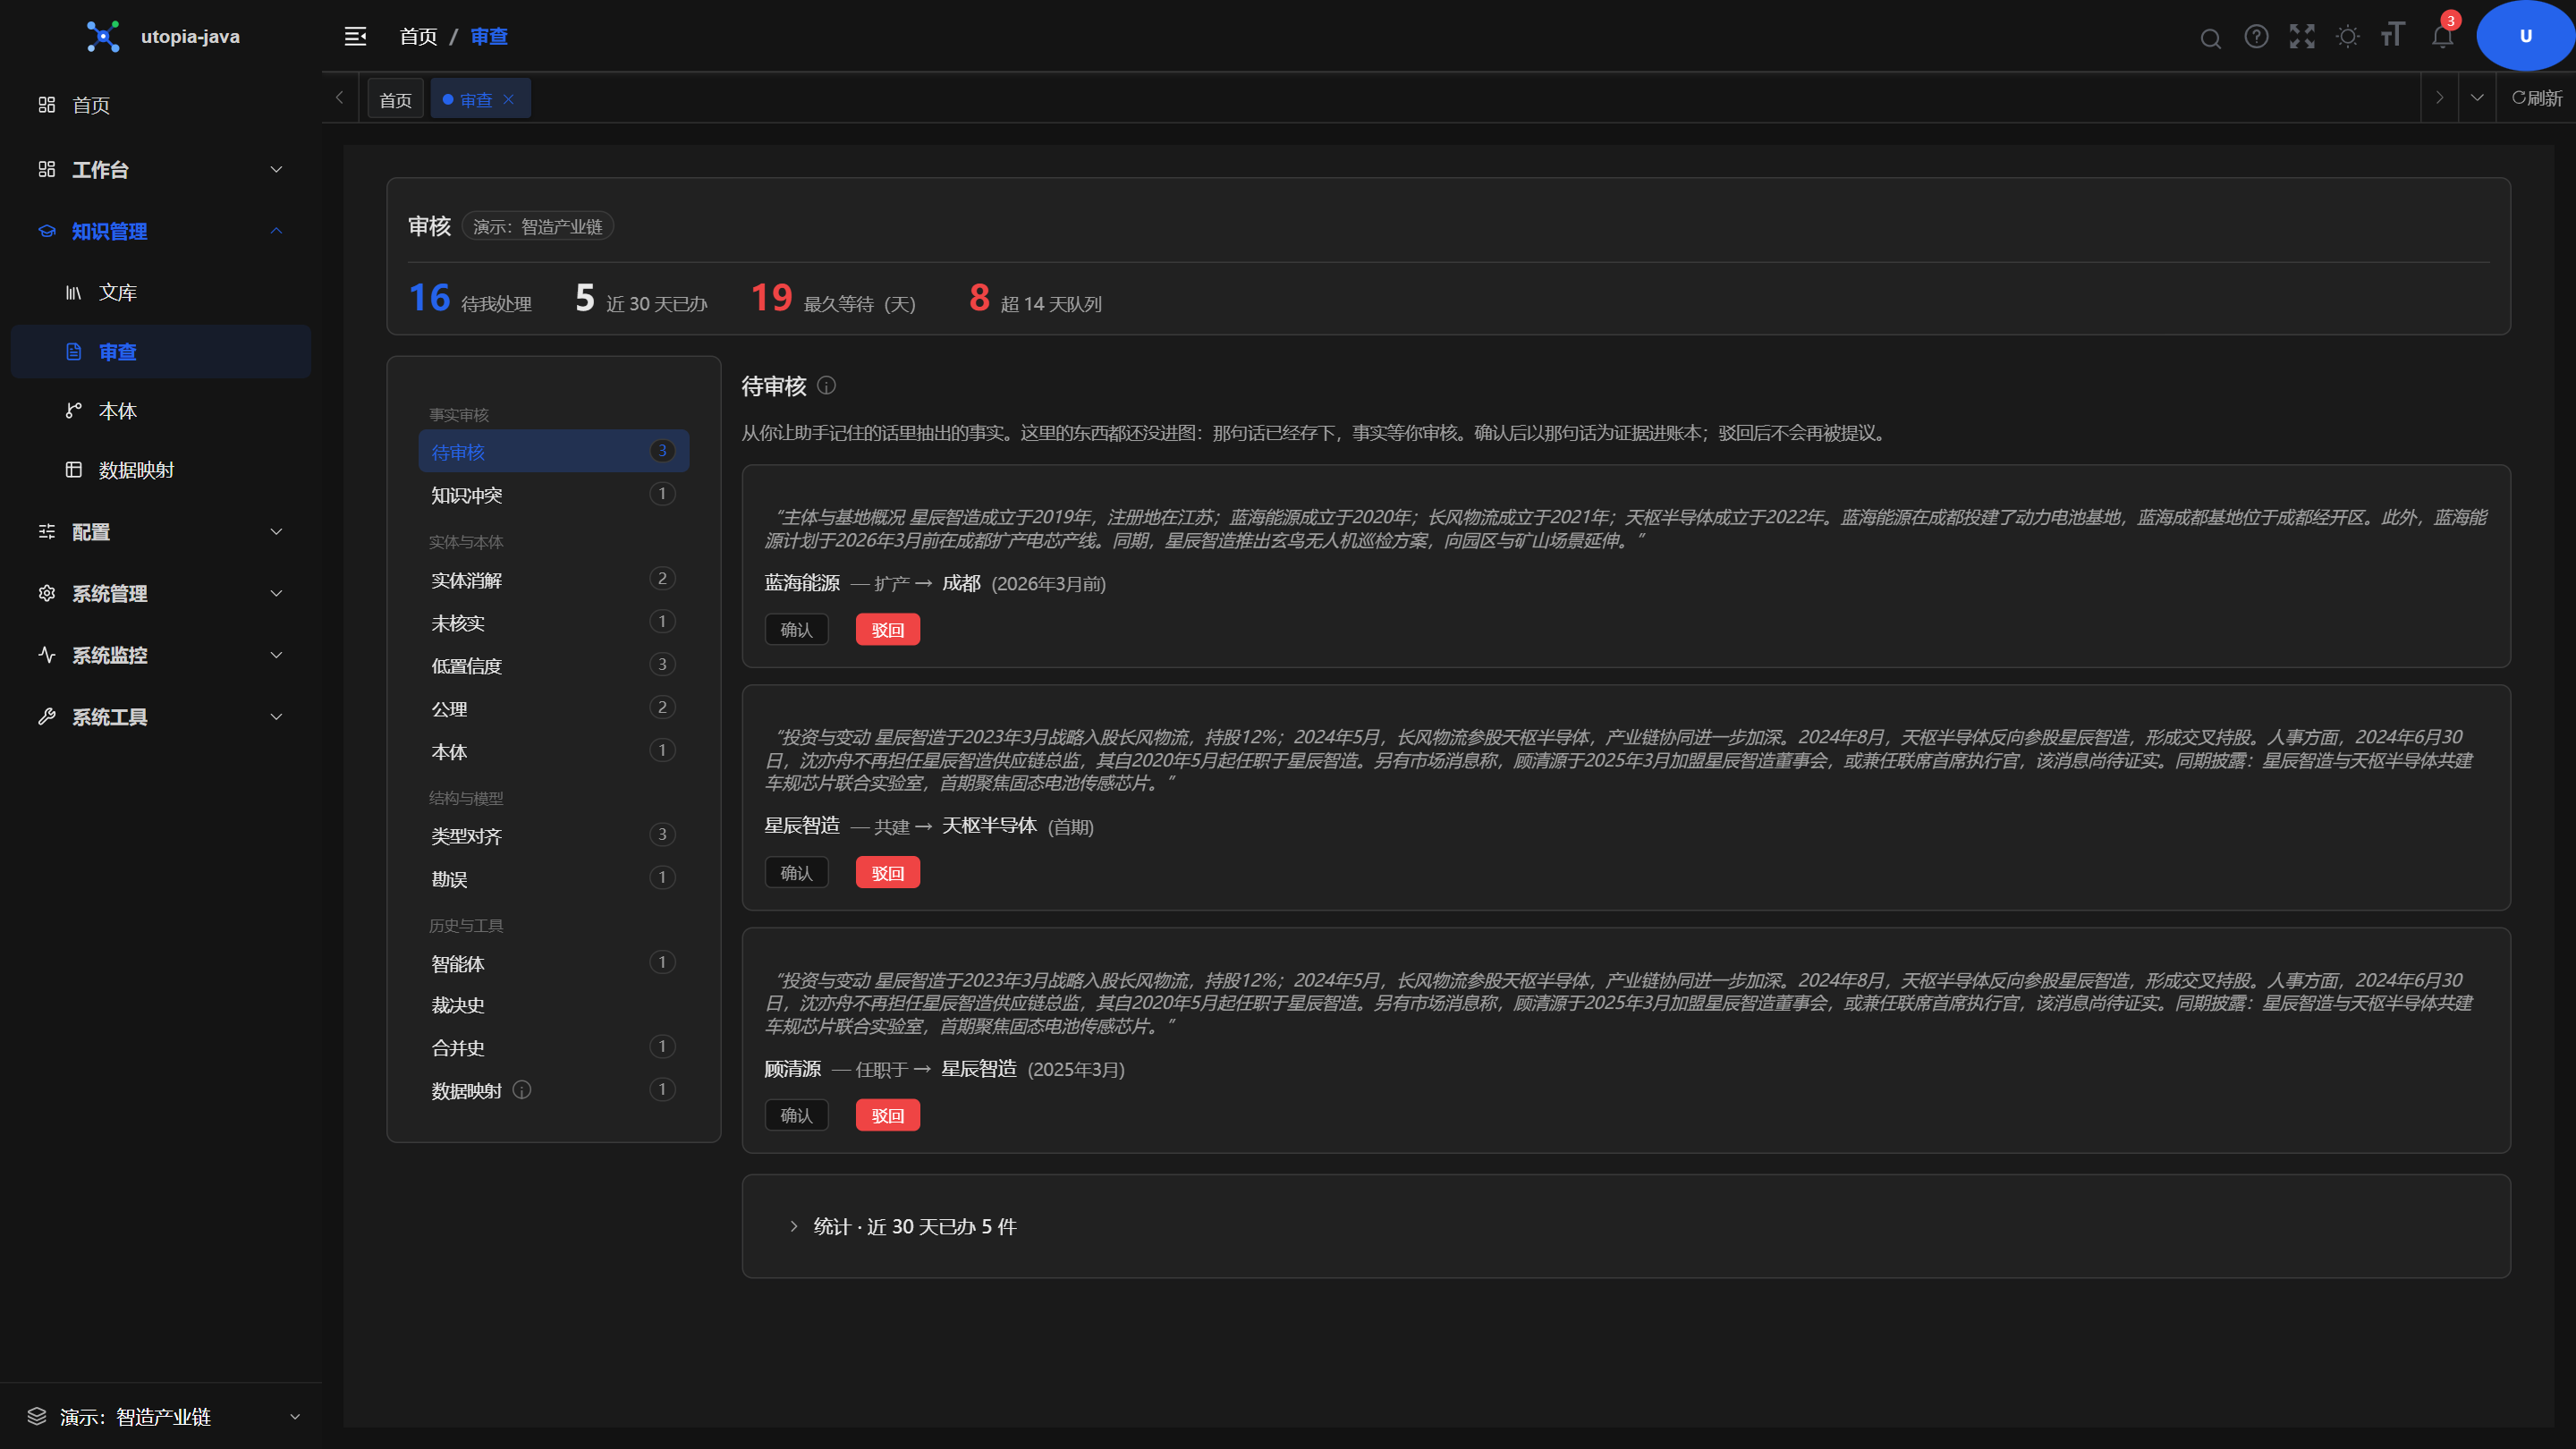 utopia-java
首页 / 审查
3
U
首页
审查
刷新
首页
工作台
知识管理
文库
审查
本体
数据映射
配置
系统管理
系统监控
系统工具
演示：智造产业链
审核 演示：智造产业链
16 待我处理 5 近 30 天已办 19 最久等待（天） 8 超 14 天队列
事实审核
待审核 3
知识冲突 1
实体与本体
实体消解 2
未核实 1
低置信度 3
公理 2
本体 1
结构与模型
类型对齐 3
勘误 1
历史与工具
智能体 1
裁决史
合并史 1
数据映射 1
待审核
从你让助手记住的话里抽出的事实。这里的东西都还没进图：那句话已经存下，事实等你审核。确认后以那句话为证据进账本；驳回后不会再被提议。
“主体与基地概况 星辰智造成立于2019年，注册地在江苏；蓝海能源成立于2020年；长风物流成立于2021年；天枢半导体成立于2022年。蓝海能源在成都投建了动力电池基地，蓝海成都基地位于成都经开区。此外，蓝海能
源计划于2026年3月前在成都扩产电芯产线。同期，星辰智造推出玄鸟无人机巡检方案，向园区与矿山场景延伸。”
蓝海能源 — 扩产 → 成都 (2026年3月前)
确认 驳回
“投资与变动 星辰智造于2023年3月战略入股长风物流，持股12%；2024年5月，长风物流参股天枢半导体，产业链协同进一步加深。2024年8月，天枢半导体反向参股星辰智造，形成交叉持股。人事方面，2024年6月30
日，沈亦舟不再担任星辰智造供应链总监，其自2020年5月起任职于星辰智造。另有市场消息称，顾清源于2025年3月加盟星辰智造董事会，或兼任联席首席执行官，该消息尚待证实。同期披露：星辰智造与天枢半导体共建
车规芯片联合实验室，首期聚焦固态电池传感芯片。”
星辰智造 — 共建 → 天枢半导体 (首期)
确认 驳回
“投资与变动 星辰智造于2023年3月战略入股长风物流，持股12%；2024年5月，长风物流参股天枢半导体，产业链协同进一步加深。2024年8月，天枢半导体反向参股星辰智造，形成交叉持股。人事方面，2024年6月30
日，沈亦舟不再担任星辰智造供应链总监，其自2020年5月起任职于星辰智造。另有市场消息称，顾清源于2025年3月加盟星辰智造董事会，或兼任联席首席执行官，该消息尚待证实。同期披露：星辰智造与天枢半导体共建
车规芯片联合实验室，首期聚焦固态电池传感芯片。”
顾清源 — 任职于 → 星辰智造 (2025年3月)
确认 驳回
统计 · 近 30 天已办 5 件